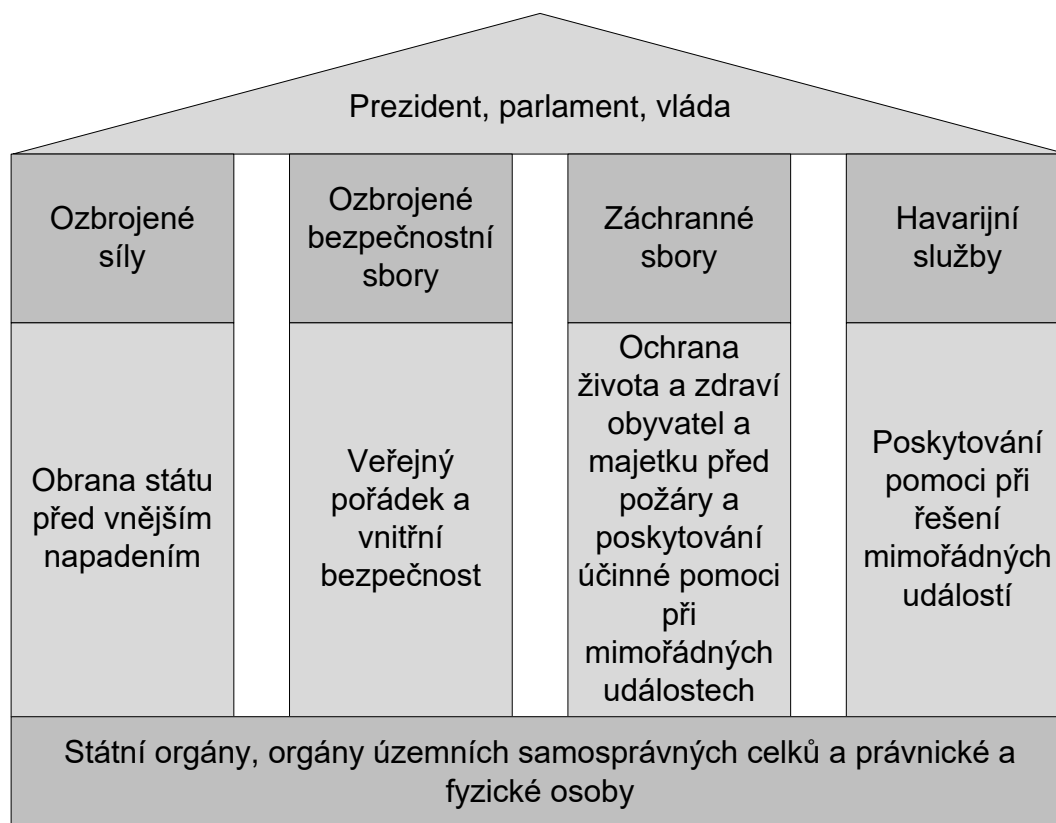 Prezident, parlament, vláda
Ozbrojené
síly
Ozbrojené
bezpečnostní
sbory
Záchranné
sbory
Havarijní
služby
Obrana státu
před vnějším
napadením
Veřejný
pořádek a
vnitřní
bezpečnost
Ochrana
života a zdraví
obyvatel a
majetku před
požáry a
poskytování
účinné pomoci
při
mimořádných
událostech
Poskytování
pomoci při
řešení
mimořádných
událostí
Státní orgány, orgány územních samosprávných celků a právnické a
fyzické osoby